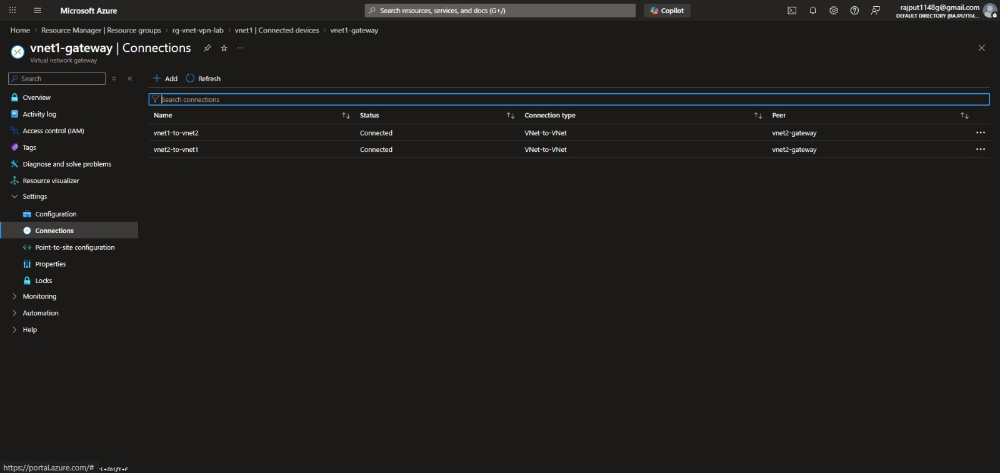 Microsoft Azure
Search resources, services, and docs (G+/)
Copilot
rajput1148g@gmail.com
DEFAULT DIRECTORY (RAJPUT114...
Home > Resource Manager | Resource groups > rg-vnet-vpn-lab > vnet1 | Connected devices > vnet1-gateway
vnet1-gateway | Connections
Virtual network gateway
Search
Add Refresh
Search connections
Name Status Connection type Peer
vnet1-to-vnet2 Connected VNet-to-VNet vnet2-gateway
vnet2-to-vnet1 Connected VNet-to-VNet vnet2-gateway
Overview
Activity log
Access control (IAM)
Tags
Diagnose and solve problems
Resource visualizer
Settings
Configuration
Connections
Point-to-site configuration
Properties
Locks
Monitoring
Automation
Help
https://portal.azure.com/# L+Shift+F